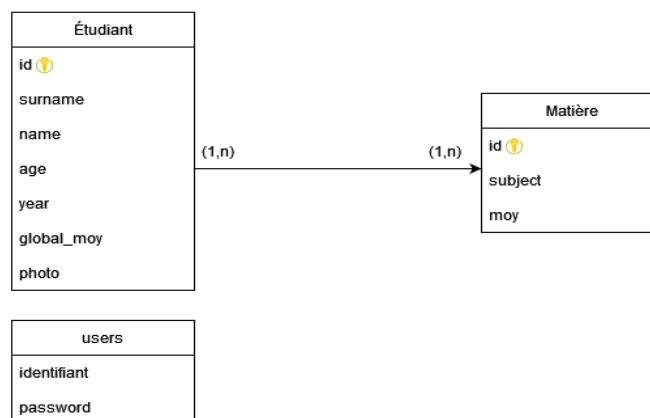 Étudiant
id
surname
name
age
year
global_moy
photo
(1,n)
(1,n)
Matière
id
subject
moy
users
identifiant
password